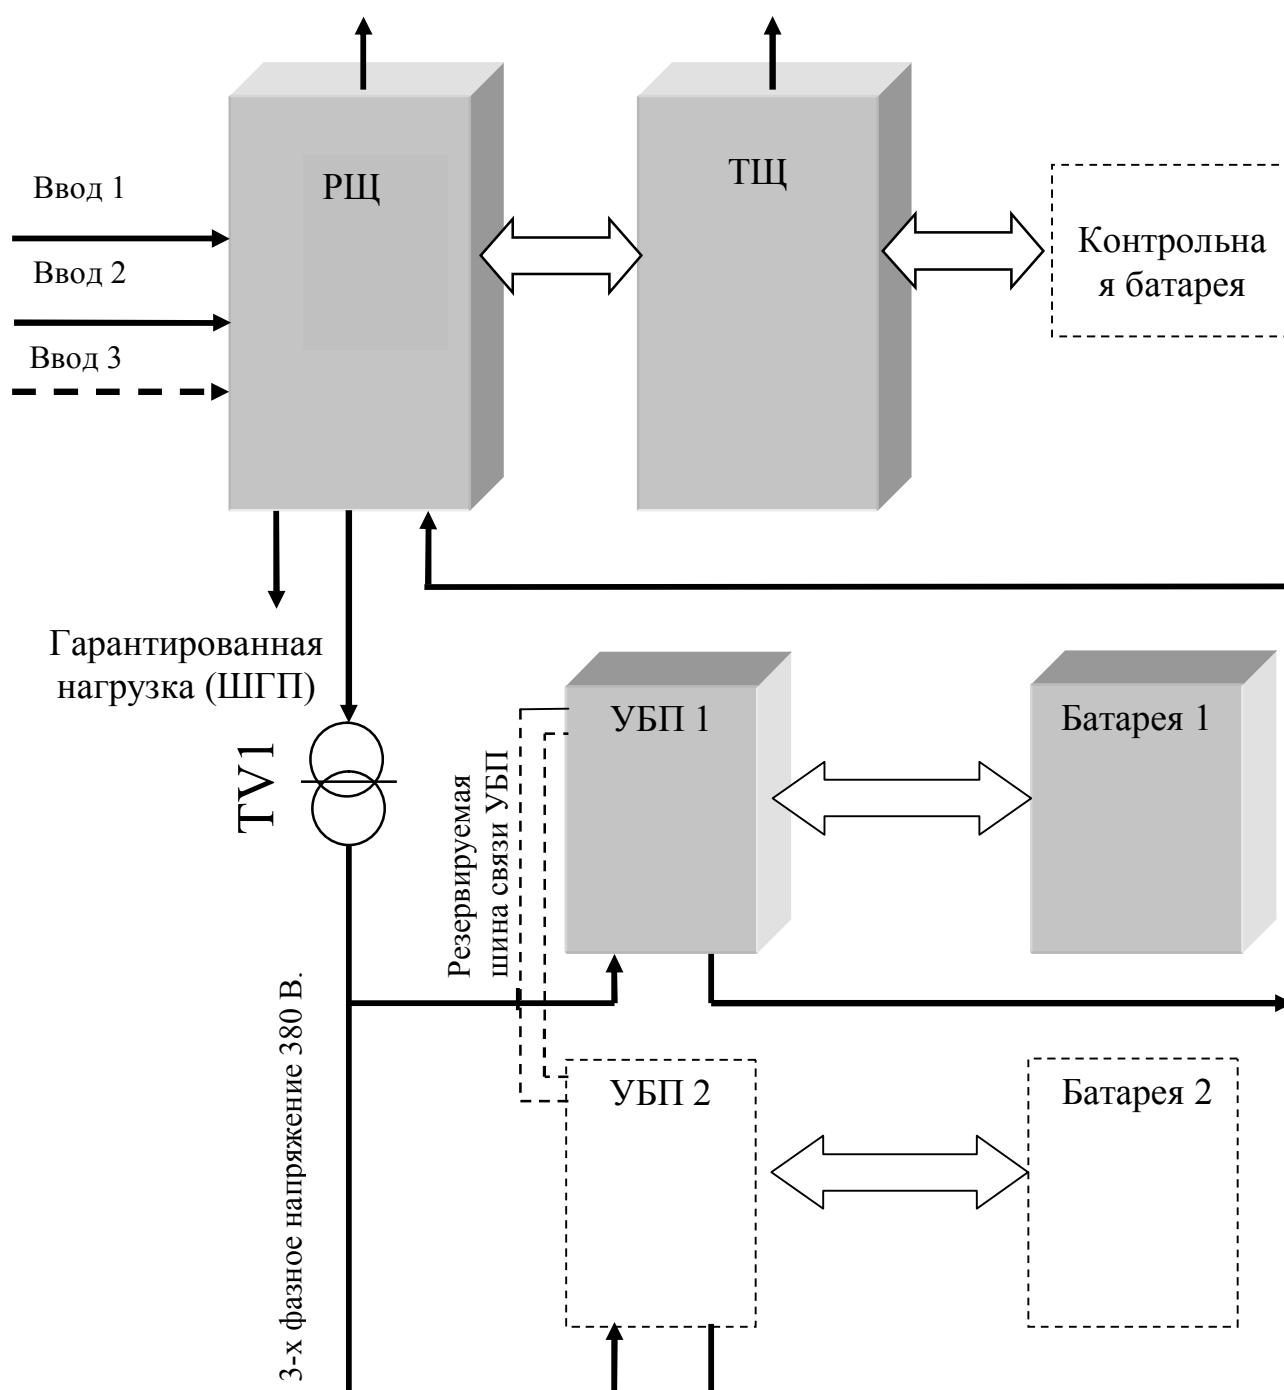 РЩ
ТЩ
Ввод 1
Ввод 2
Ввод 3
Контрольна
я батарея
Гарантированная
нагрузка (ШГП)
TV1
Резервируемая
шина связи УБП
УБП 1
Батарея 1
3-х фазное напряжение 380 В.
УБП 2
Батарея 2